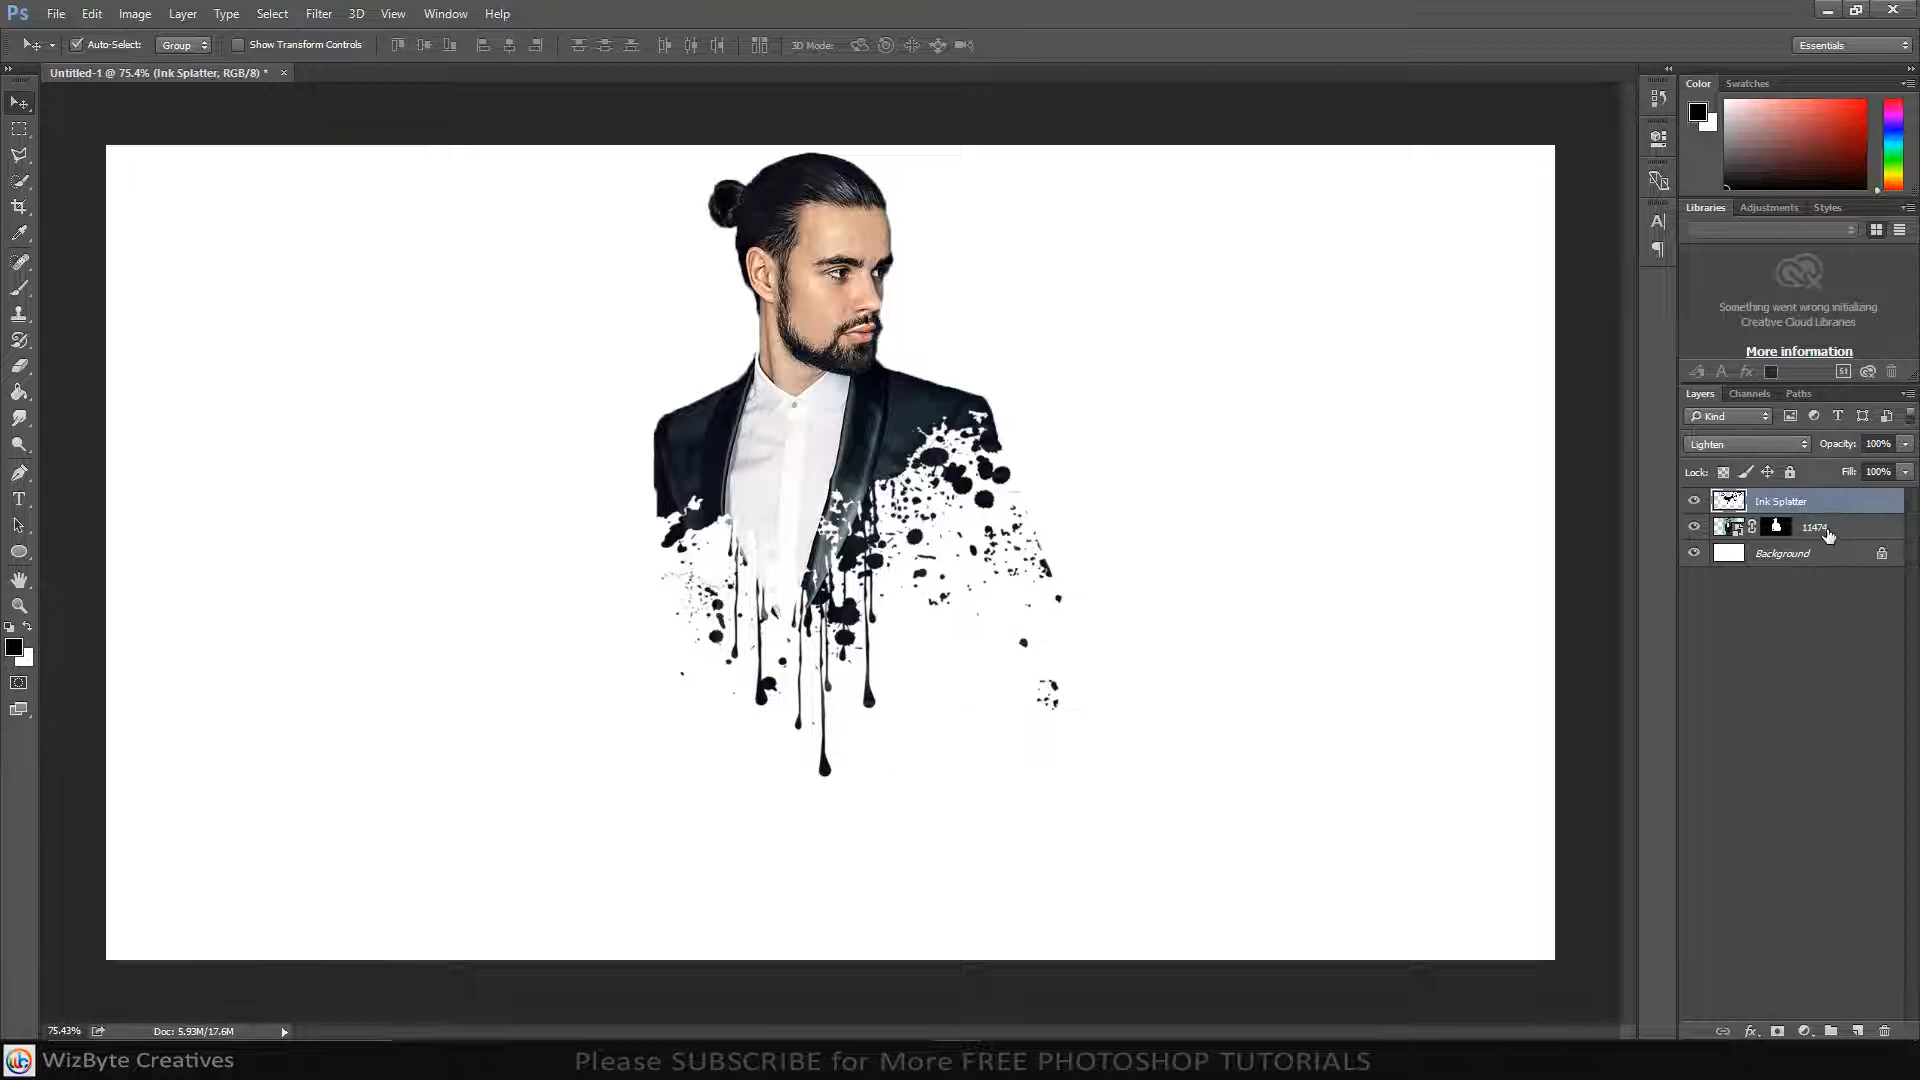 Ps File Edit Image Layer Type Select Filter 3D View Window Help
Auto-Select: Group Show Transform Controls 3D Mode: Essentials
Untitled-1 @ 75.4% (Ink Splatter, RGB/8) * ×
Color Swatches
Libraries Adjustments Styles
Something went wrong initializing
Creative Cloud Libraries
More information
Layers Channels Paths
Kind
Lighten Opacity: 100%
Lock: Fill: 100%
Ink Splatter
11474
Background
75.43% Doc: 5.93M/17.6M
WizByte Creatives Please SUBSCRIBE for More FREE PHOTOSHOP TUTORIALS